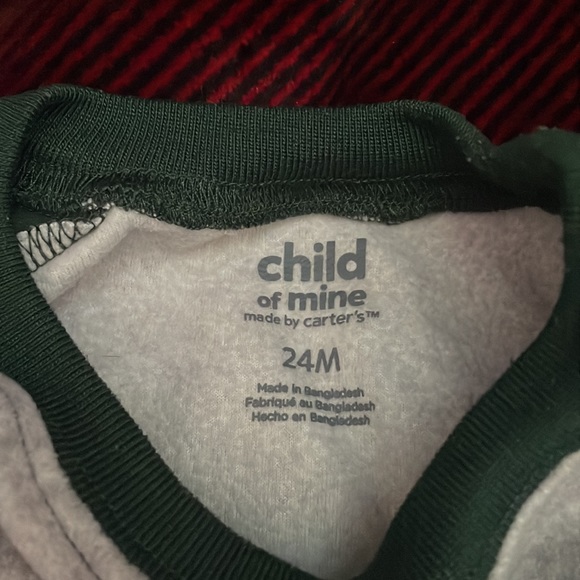 child
of mine
made by carter's™
24M
Made in Bangladesh
Fabriqué au Bangladesh
Hecho en Bangladesh